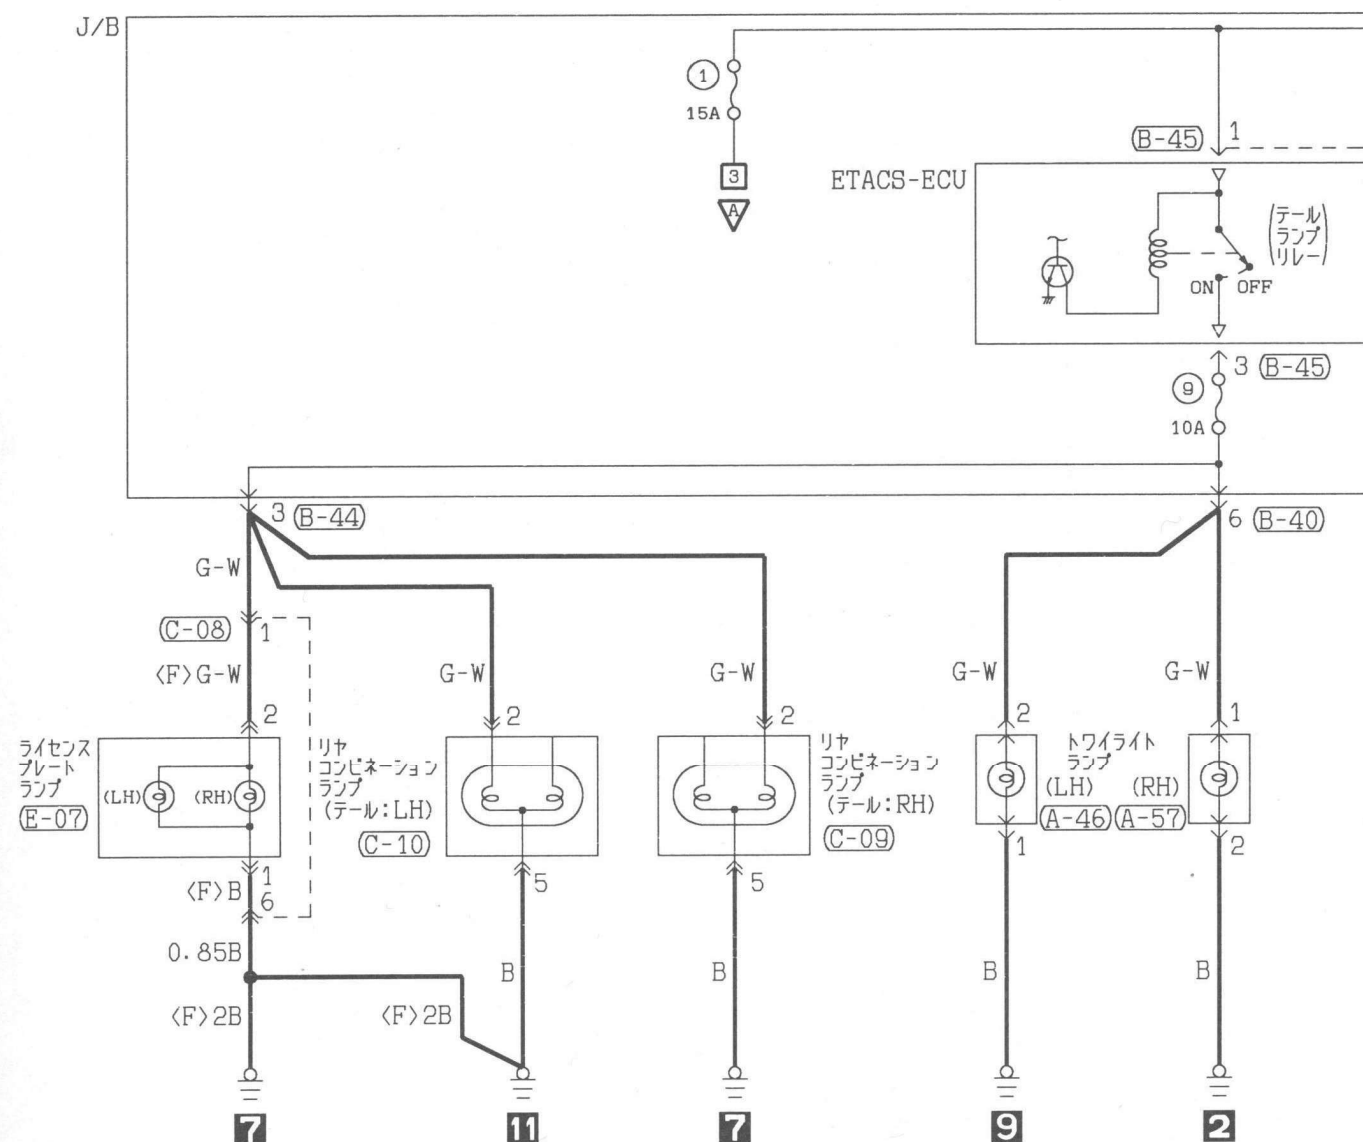 J/B
1
15A
3
A
(B-45)
1
ETACS-ECU
(テール
ランプ
リレー)
ON
OFF
3
(B-45)
9
10A
3
(B-44)
6
(B-40)
G-W
(C-08)
1
<F>G-W
G-W
G-W
G-W
G-W
2
2
2
2
1
ライセンス
プレート
ランプ
(E-07)
(LH)
(RH)
リヤ
コンビネーション
ランプ
(テール:LH)
(C-10)
リヤ
コンビネーション
ランプ
(テール:RH)
(C-09)
トワイライト
ランプ
(LH)
(RH)
(A-46)
(A-57)
1
5
5
1
2
<F>B
6
0.85B
B
B
B
B
<F>2B
<F>2B
7
11
7
9
2